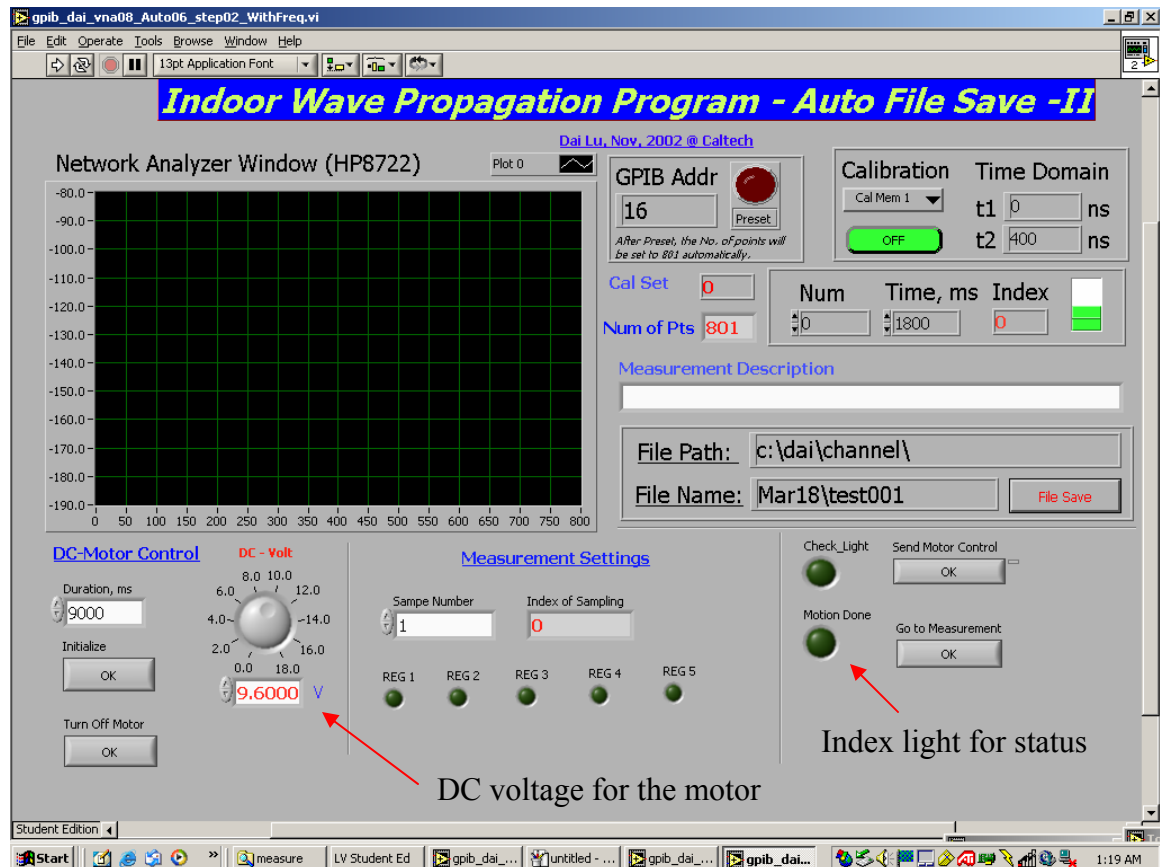 gpib_dai_vna08_Auto06_step02_WithFreq.vi
File Edit Operate Tools Browse Window Help
13pt Application Font
2
Indoor Wave Propagation Program - Auto File Save -II
Dai Lu, Nov, 2002 @ Caltech
Network Analyzer Window (HP8722)
Plot 0
-80.0
-90.0
-100.0
-110.0
-120.0
-130.0
-140.0
-150.0
-160.0
-170.0
-180.0
-190.0
0 50 100 150 200 250 300 350 400 450 500 550 600 650 700 750 800
GPIB Addr
16
Preset
After Preset, the No. of points will
be set to 801 automatically.
Calibration
Cal Mem 1
OFF
Time Domain
t1 0 ns
t2 400 ns
Cal Set 0
Num of Pts 801
Num Time, ms Index
0 1800 0
Measurement Description
File Path: c:\dai\channel\
File Name: Mar18\test001
File Save
DC-Motor Control
Duration, ms
9000
Initialize
OK
Turn Off Motor
OK
DC - Volt
8.0 10.0
6.0 12.0
4.0 14.0
2.0 16.0
0.0 18.0
9.6000 V
Measurement Settings
Sampe Number
1
Index of Sampling
0
REG 1 REG 2 REG 3 REG 4 REG 5
Check_Light
Send Motor Control
OK
Motion Done
Go to Measurement
OK
Index light for status
DC voltage for the motor
Student Edition
Start
measure
LV Student Ed
gpib_dai_...
untitled - ...
gpib_dai_...
gpib_dai...
1:19 AM